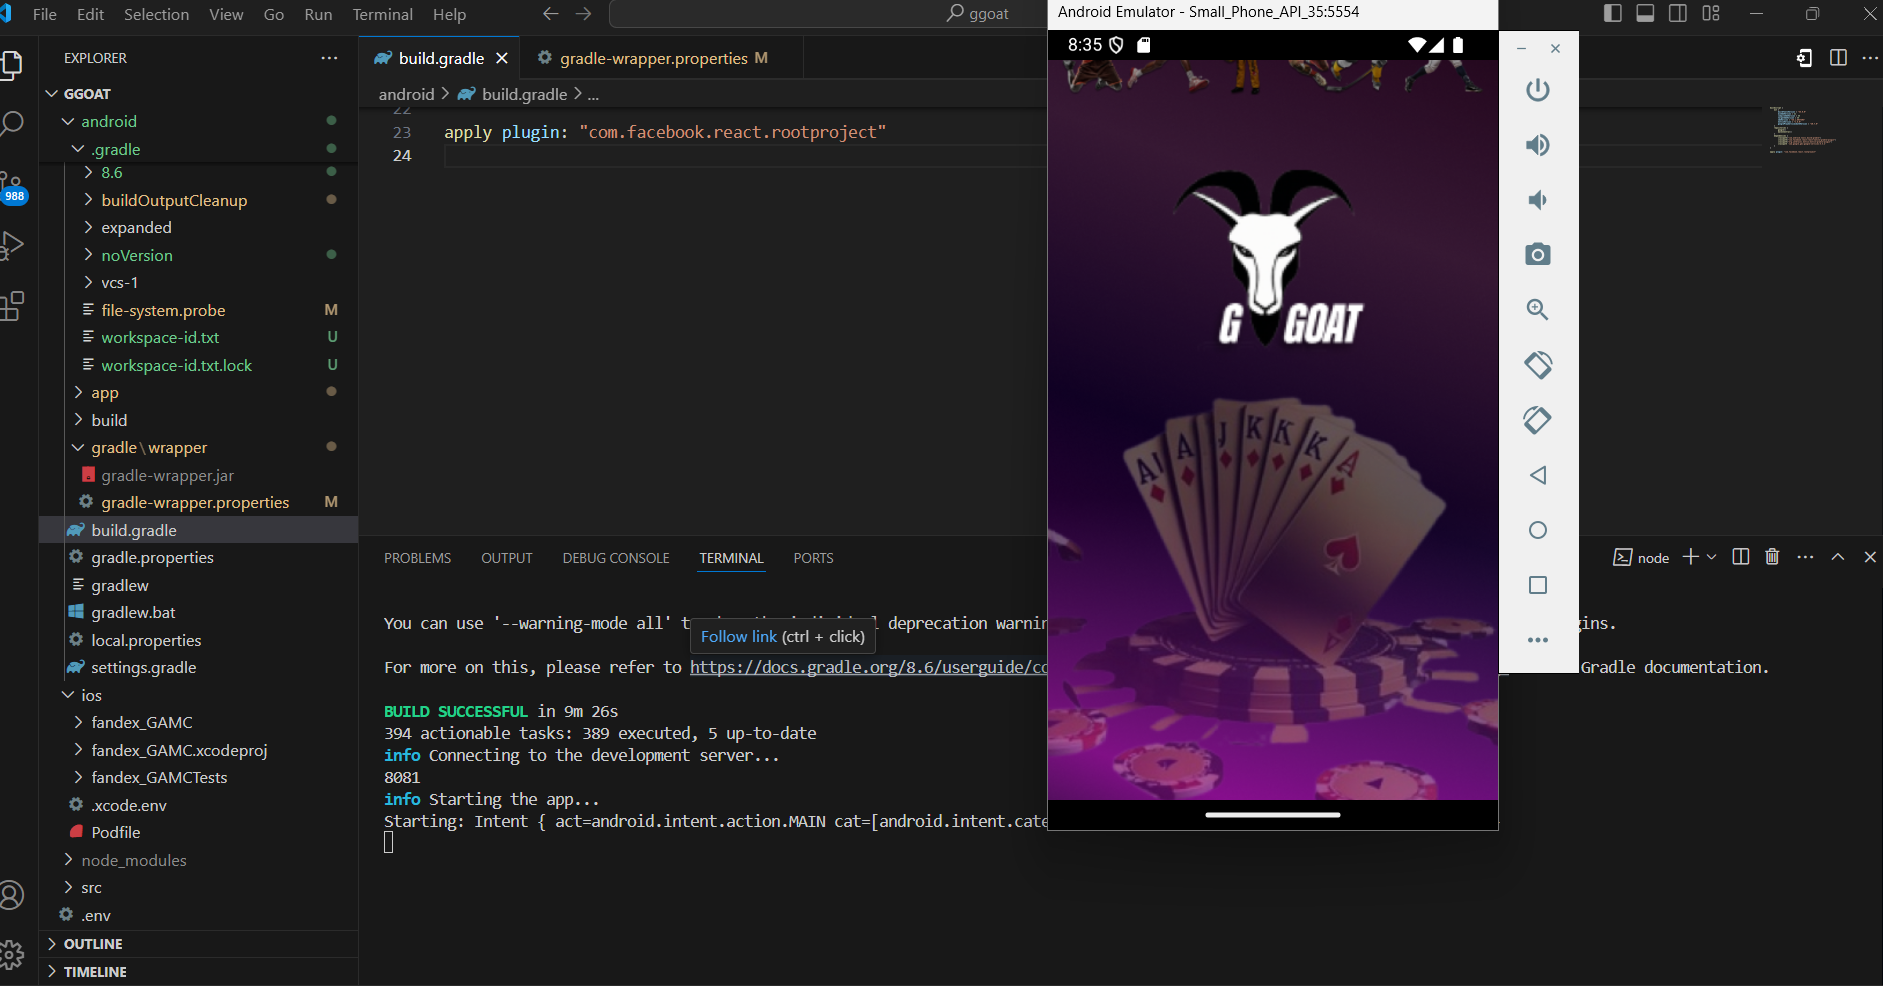 File Edit Selection View Go Run Terminal Help
ggoat
EXPLORER
GGOAT
android
.gradle
8.6
buildOutputCleanup
expanded
noVersion
vcs-1
file-system.probe M
workspace-id.txt U
workspace-id.txt.lock U
app
build
gradle\wrapper
gradle-wrapper.jar
gradle-wrapper.properties M
build.gradle
gradle.properties
gradlew
gradlew.bat
local.properties
settings.gradle
ios
fandex_GAMC
fandex_GAMC.xcodeproj
fandex_GAMCTests
.xcode.env
Podfile
node_modules
src
.env
OUTLINE
TIMELINE
988
build.gradle
gradle-wrapper.properties M
android > build.gradle > ...
22
23 apply plugin: "com.facebook.react.rootproject"
24
PROBLEMS OUTPUT DEBUG CONSOLE TERMINAL PORTS
node
You can use '--warning-mode all' deprecation
Follow link (ctrl + click)
For more on this, please refer to https://docs.gradle.org/8.6/userguide/ Gradle documentation.
BUILD SUCCESSFUL in 9m 26s
394 actionable tasks: 389 executed, 5 up-to-date
info Connecting to the development server...
8081
info Starting the app...
Starting: Intent { act=android.intent.action.MAIN cat=[android.intent.cate
Android Emulator - Small_Phone_API_35:5554
8:35
G GOAT
A A J K K K A
A